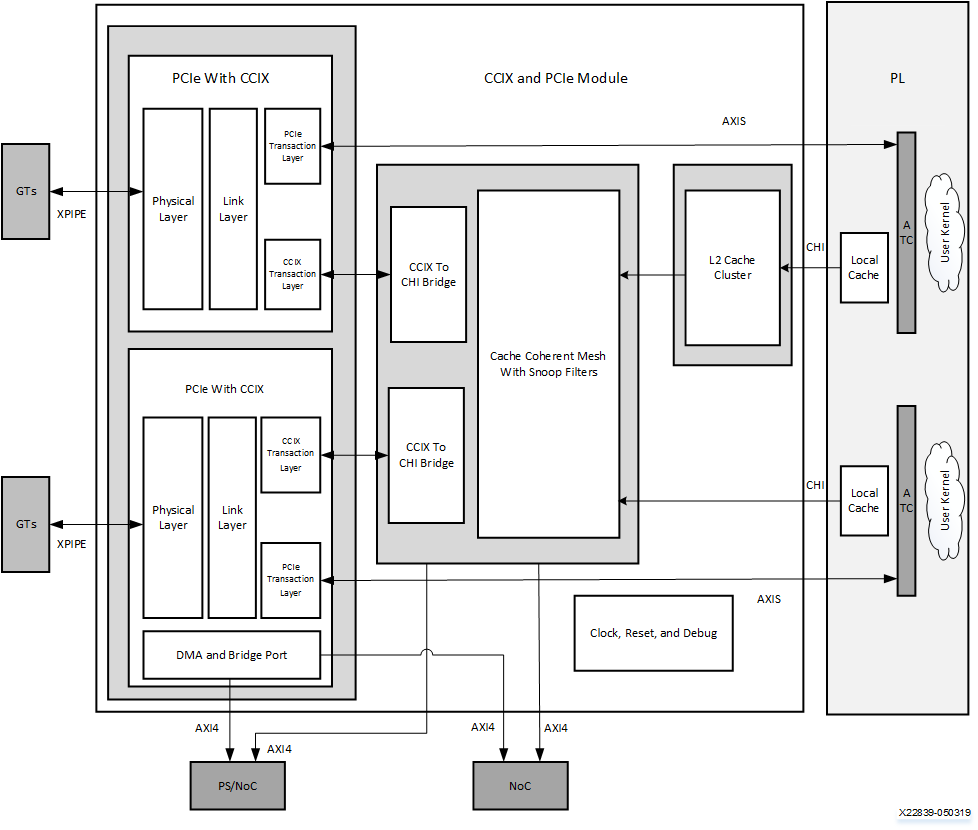 PCIe With CCIX
CCIX and PCIe Module
PL
AXIS
PCIe
Transaction
Layer
GTs
XPIPE
Physical
Layer
Link
Layer
CCIX
Transaction
Layer
CCIX To
CHI Bridge
Cache Coherent Mesh
With Snoop Filters
L2 Cache
Cluster
CHI
Local
Cache
A
TC
User Kernel
PCIe With CCIX
GTs
XPIPE
Physical
Layer
Link
Layer
CCIX
Transaction
Layer
CCIX To
CHI Bridge
CHI
Local
Cache
A
TC
User Kernel
PCIe
Transaction
Layer
AXIS
Clock, Reset, and Debug
DMA and Bridge Port
AXI4
AXI4
AXI4
AXI4
PS/NoC
NoC
X22839-050319